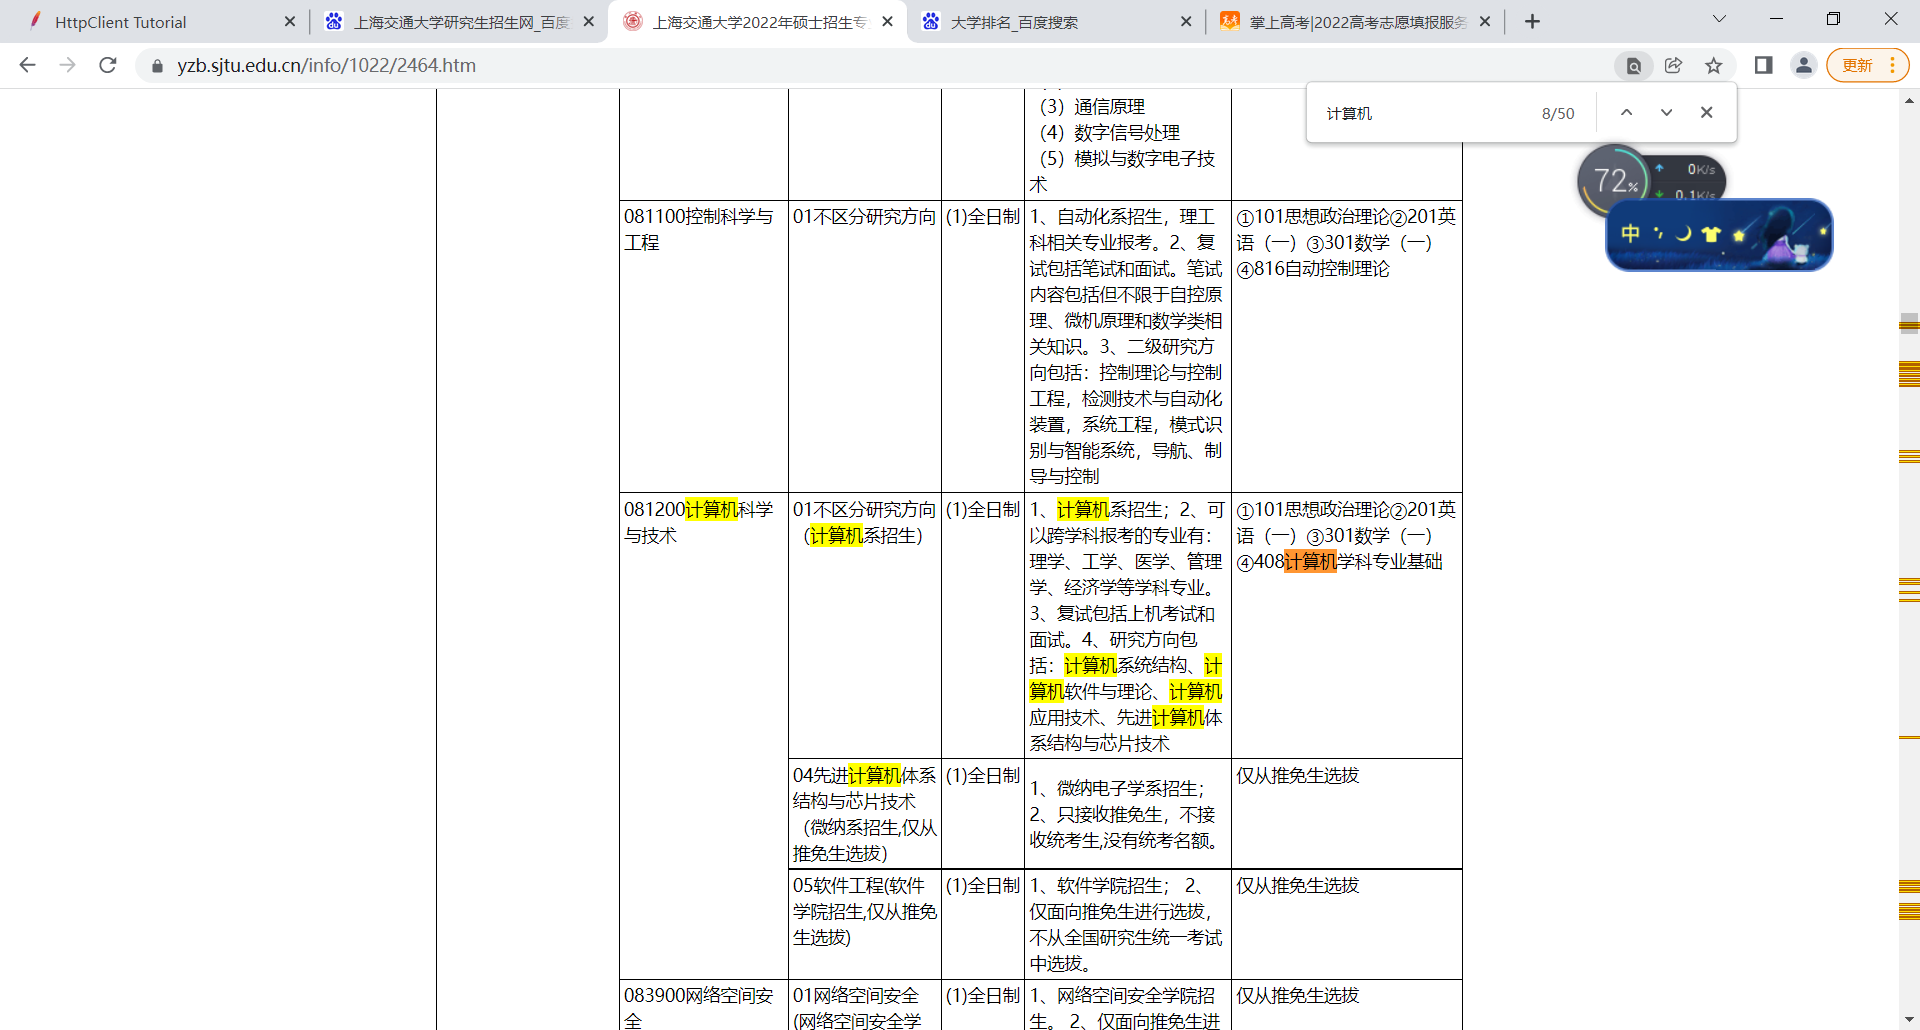 HttpClient Tutorial
上海交通大学研究生招生网_百度
上海交通大学2022年硕士招生专
大学排名_百度搜索
掌上高考|2022高考志愿填报服务
yzb.sjtu.edu.cn/info/1022/2464.htm
更新
计算机
8/50
72%
0K/s
0.1K/s
中
（3）通信原理
（4）数字信号处理
（5）模拟与数字电子技
术
081100控制科学与
工程
01不区分研究方向
(1)全日制
1、自动化系招生，理工
科相关专业报考。2、复
试包括笔试和面试。笔试
内容包括但不限于自控原
理、微机原理和数学类相
关知识。3、二级研究方
向包括：控制理论与控制
工程，检测技术与自动化
装置，系统工程，模式识
别与智能系统，导航、制
导与控制
①101思想政治理论②201英
语（一）③301数学（一）
④816自动控制理论
081200计算机科学
与技术
01不区分研究方向
（计算机系招生）
(1)全日制
1、计算机系招生；2、可
以跨学科报考的专业有：
理学、工学、医学、管理
学、经济学等学科专业。
3、复试包括上机考试和
面试。4、研究方向包
括：计算机系统结构、计
算机软件与理论、计算机
应用技术、先进计算机体
系结构与芯片技术
①101思想政治理论②201英
语（一）③301数学（一）
④408计算机学科专业基础
04先进计算机体系
结构与芯片技术
（微纳系招生,仅从
推免生选拔）
(1)全日制
1、微纳电子学系招生；
2、只接收推免生，不接
收统考生,没有统考名额。
仅从推免生选拔
05软件工程(软件
学院招生,仅从推免
生选拔)
(1)全日制
1、软件学院招生； 2、
仅面向推免生进行选拔，
不从全国研究生统一考试
中选拔。
仅从推免生选拔
083900网络空间安
全
01网络空间安全
(网络空间安全学
(1)全日制
1、网络空间安全学院招
生。 2、仅面向推免生进
仅从推免生选拔